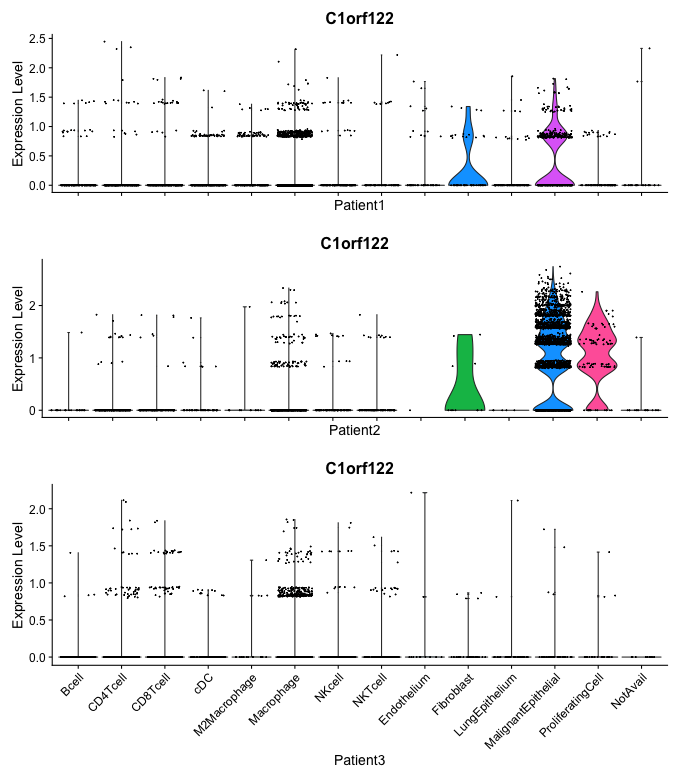 C1orf122
Expression Level
2.5
2.0
1.5
1.0
0.5
0.0
Patient1
C1orf122
Expression Level
2
1
0
Patient2
C1orf122
Expression Level
2.0
1.5
1.0
0.5
0.0
Bcell
CD4Tcell
CD8Tcell
cDC
M2Macrophage
Macrophage
NKcell
NKTcell
Endothelium
Fibroblast
LungEpithelium
MalignantEpithelial
ProliferatingCell
NotAvail
Patient3